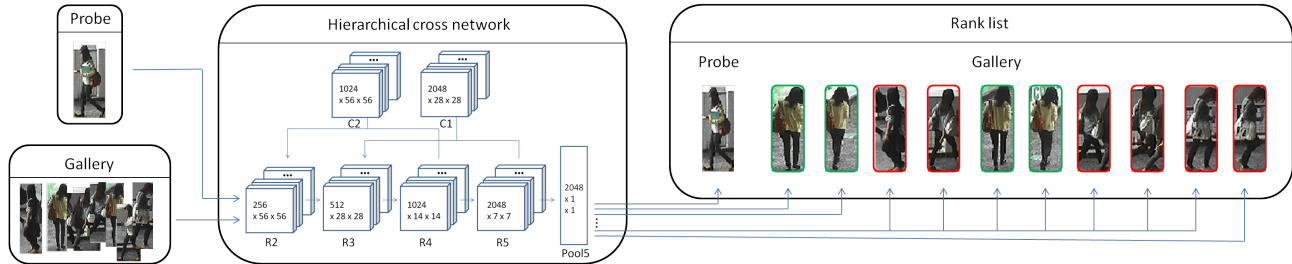 Probe
Gallery
Hierarchical cross network
...
1024
x 56 x 56
C2
...
2048
x 28 x 28
C1
...
256
x 56 x 56
R2
...
512
x 28 x 28
R3
...
1024
x 14 x 14
R4
...
2048
x 7 x 7
R5
2048
x 1
x 1
Pool5
...
Rank list
Probe
Gallery